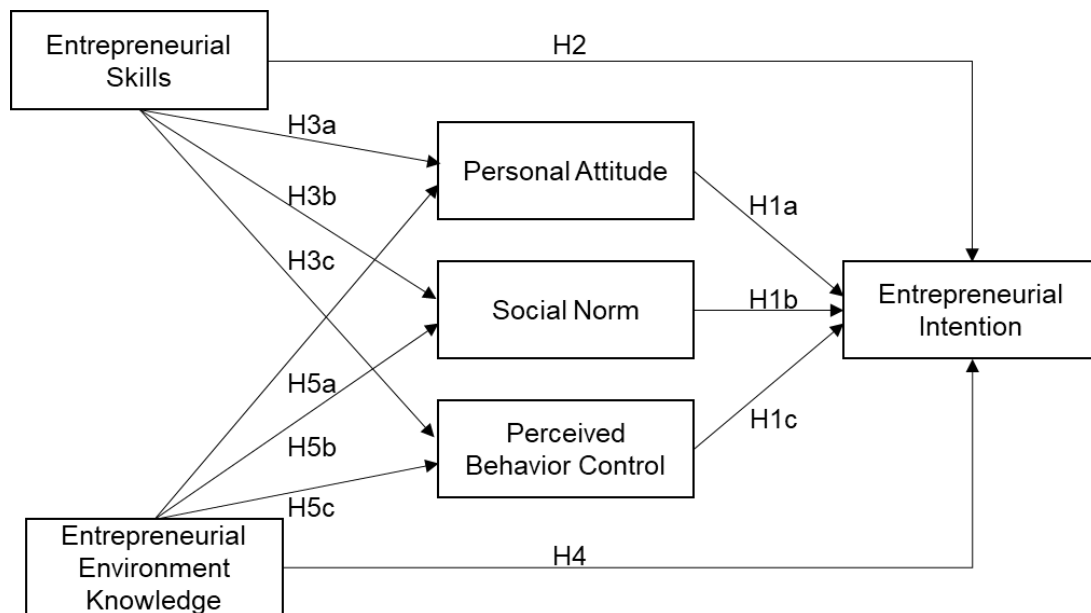 Entrepreneurial
Skills
H2
H3a
Personal Attitude
H3b
H1a
H3c
Entrepreneurial
Intention
Social Norm
H1b
H5a
H1c
Perceived
Behavior Control
H5b
H5c
Entrepreneurial
Environment
Knowledge
H4